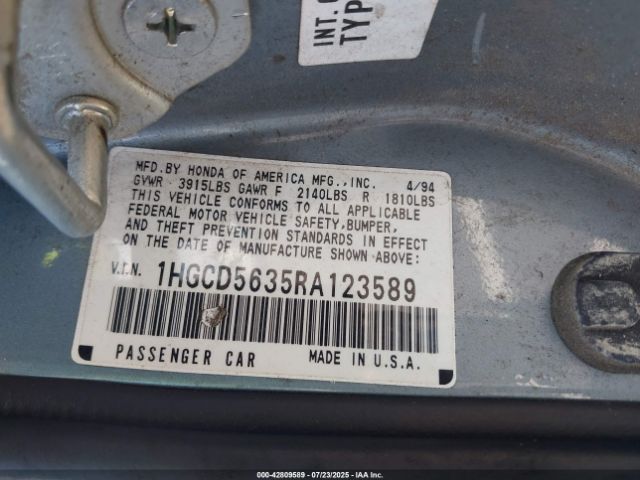 INT.
TYP
MFD.BY HONDA OF AMERICA MFG.,INC. 4/94
GVWR 3915LBS GAWR F 2140LBS R 1810LBS
THIS VEHICLE CONFORMS TO ALL APPLICABLE
FEDERAL MOTOR VEHICLE SAFETY,BUMPER,
AND THEFT PREVENTION STANDARDS IN EFFECT
ON THE DATE OF MANUFACTURE SHOWN ABOVE:
V.I.N. 1HGCD5635RA123589
PASSENGER CAR MADE IN U.S.A.
000-42809589 | 07/23/2025 | IAA Inc.